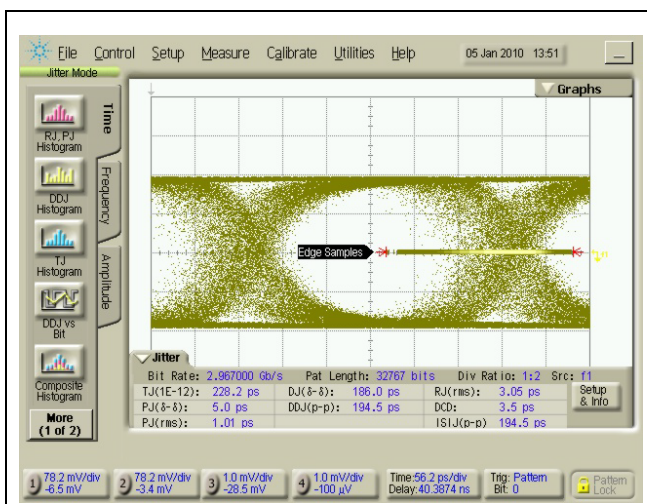 File Control Setup Measure Calibrate Utilities Help 05 Jan 2010 13:51
Jitter Mode
Graphs
Time
RJ, PJ
Histogram
Frequency
DDJ
Histogram
Edge Samples
Amplitude
TJ
Histogram
DDJ vs
Bit
Composite
Histogram
More
(1 of 2)
Jitter
Bit Rate: 2.967000 Gb/s Pat Length: 32767 bits Div Ratio: 1:2 Src: f1
TJ(1E-12): 228.2 ps DJ(δ-δ): 186.0 ps RJ(rms): 3.05 ps
PJ(δ-δ): 5.0 ps DDJ(p-p): 194.5 ps DCD: 3.5 ps
PJ(rms): 1.01 ps ISIJ(p-p) 194.5 ps
Setup
& Info
1 78.2 mV/div
-6.5 mV
2 78.2 mV/div
-3.4 mV
3 1.0 mV/div
-28.5 mV
4 1.0 mV/div
-100 µV
Time:56.2 ps/div
Delay:40.3874 ns
Trig: Pattern
Bit: 0
Pattern
Lock